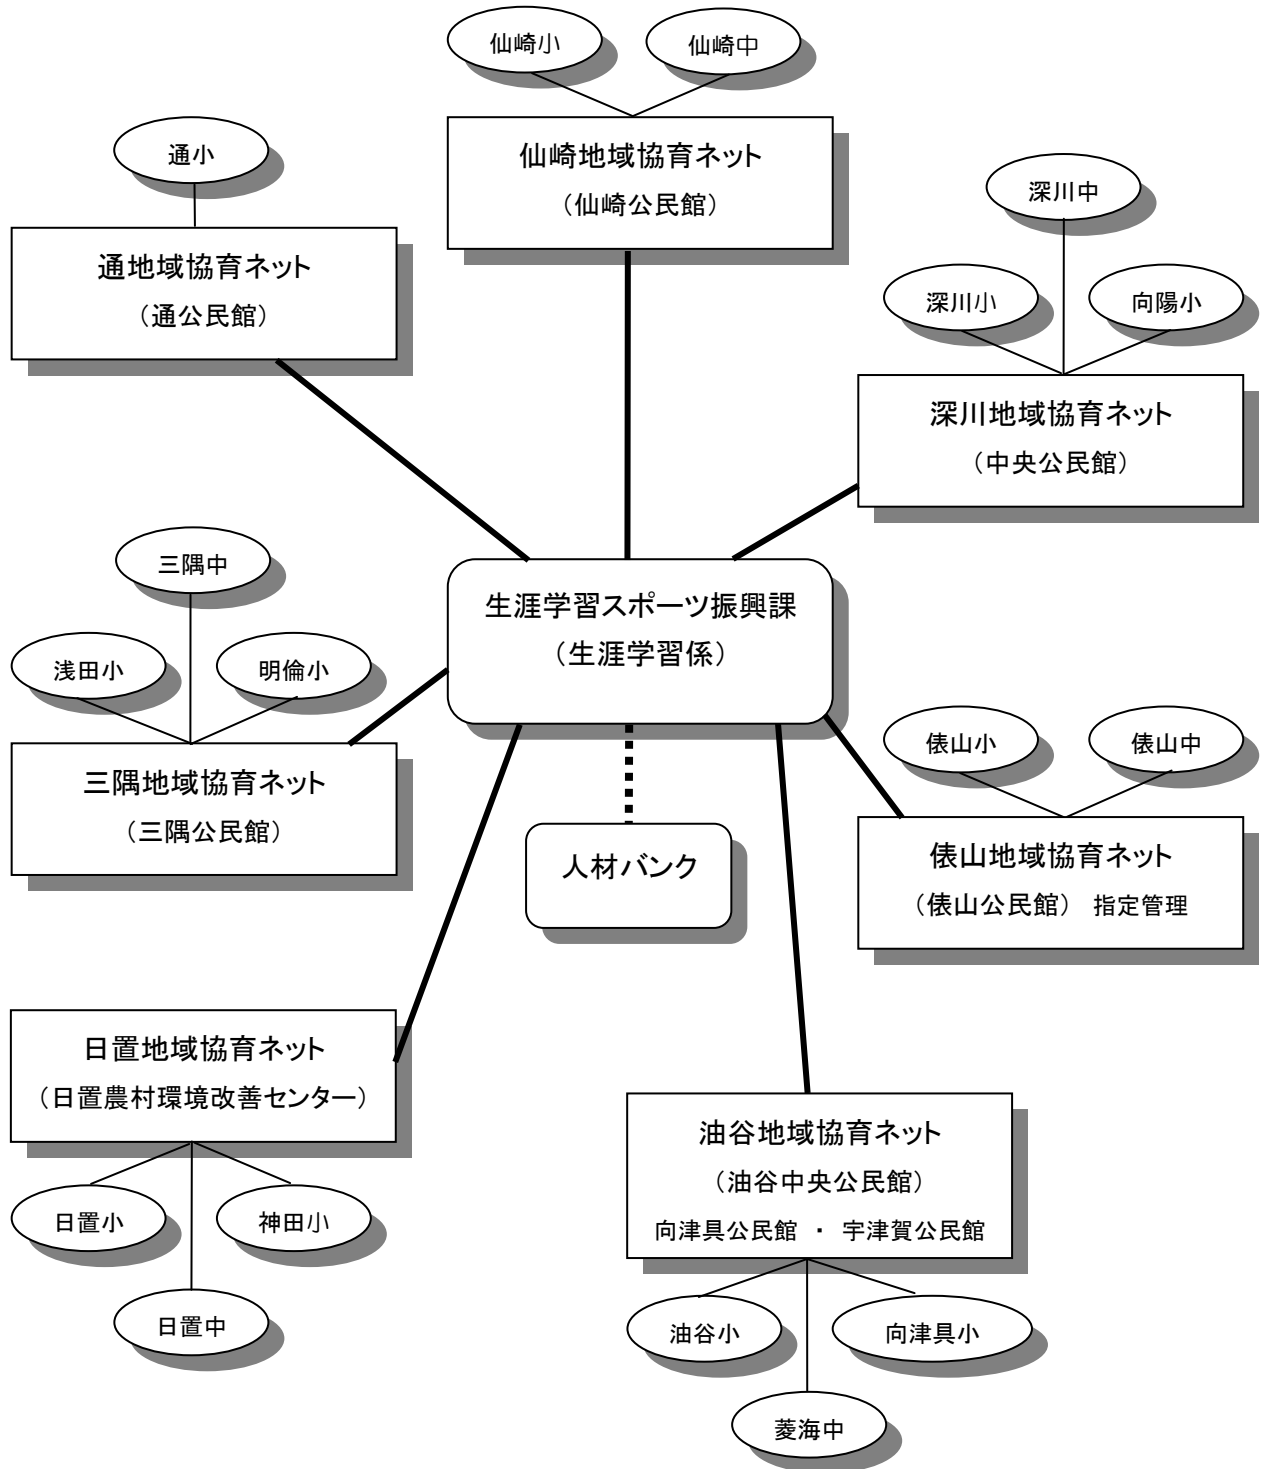 仙崎小
仙崎中
仙崎地域協育ネット
（仙崎公民館）
通小
通地域協育ネット
（通公民館）
深川中
深川小
向陽小
深川地域協育ネット
（中央公民館）
生涯学習スポーツ振興課
（生涯学習係）
三隅中
浅田小
明倫小
三隅地域協育ネット
（三隅公民館）
人材バンク
俵山小
俵山中
俵山地域協育ネット
（俵山公民館） 指定管理
日置地域協育ネット
（日置農村環境改善センター）
日置小
神田小
日置中
油谷地域協育ネット
（油谷中央公民館）
向津具公民館 ・ 宇津賀公民館
油谷小
向津具小
菱海中